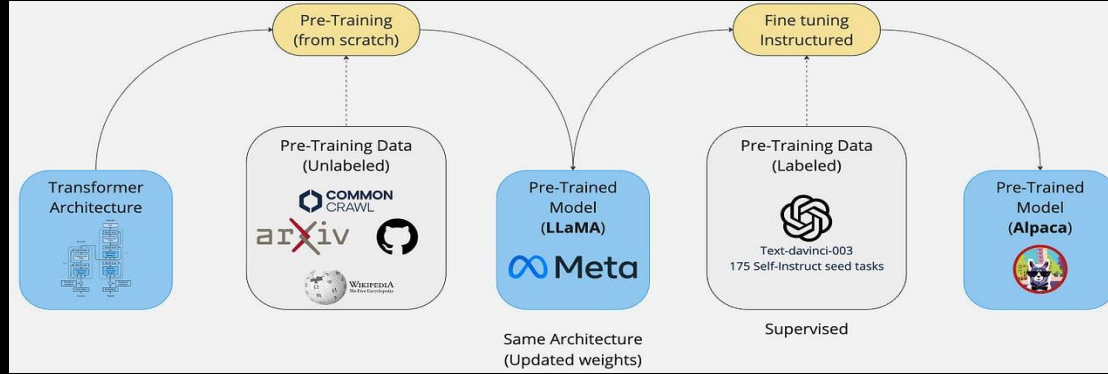 Pre-Training
(from scratch)
Fine tuning
Instructured
Transformer
Architecture
Pre-Training Data
(Unlabeled)
COMMON
CRAWL
arXiv
WIKIPEDIA
The Free Encyclopedia
Pre-Trained
Model
(LLaMA)
Meta
Same Architecture
(Updated weights)
Pre-Training Data
(Labeled)
Text-davinci-003
175 Self-Instruct seed tasks
Supervised
Pre-Trained
Model
(Alpaca)